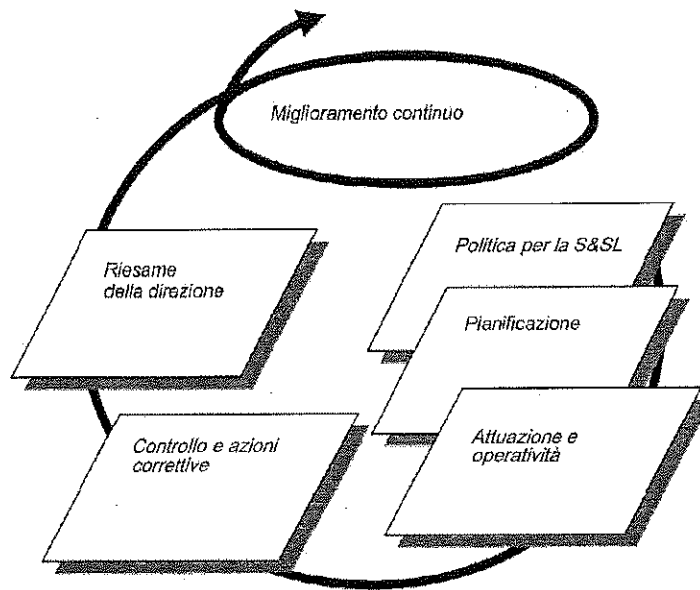 Miglioramento continuo
Politica per la S&SL
Pianificazione
Attuazione e
operatività
Controllo e azioni
correttive
Riesame
della direzione